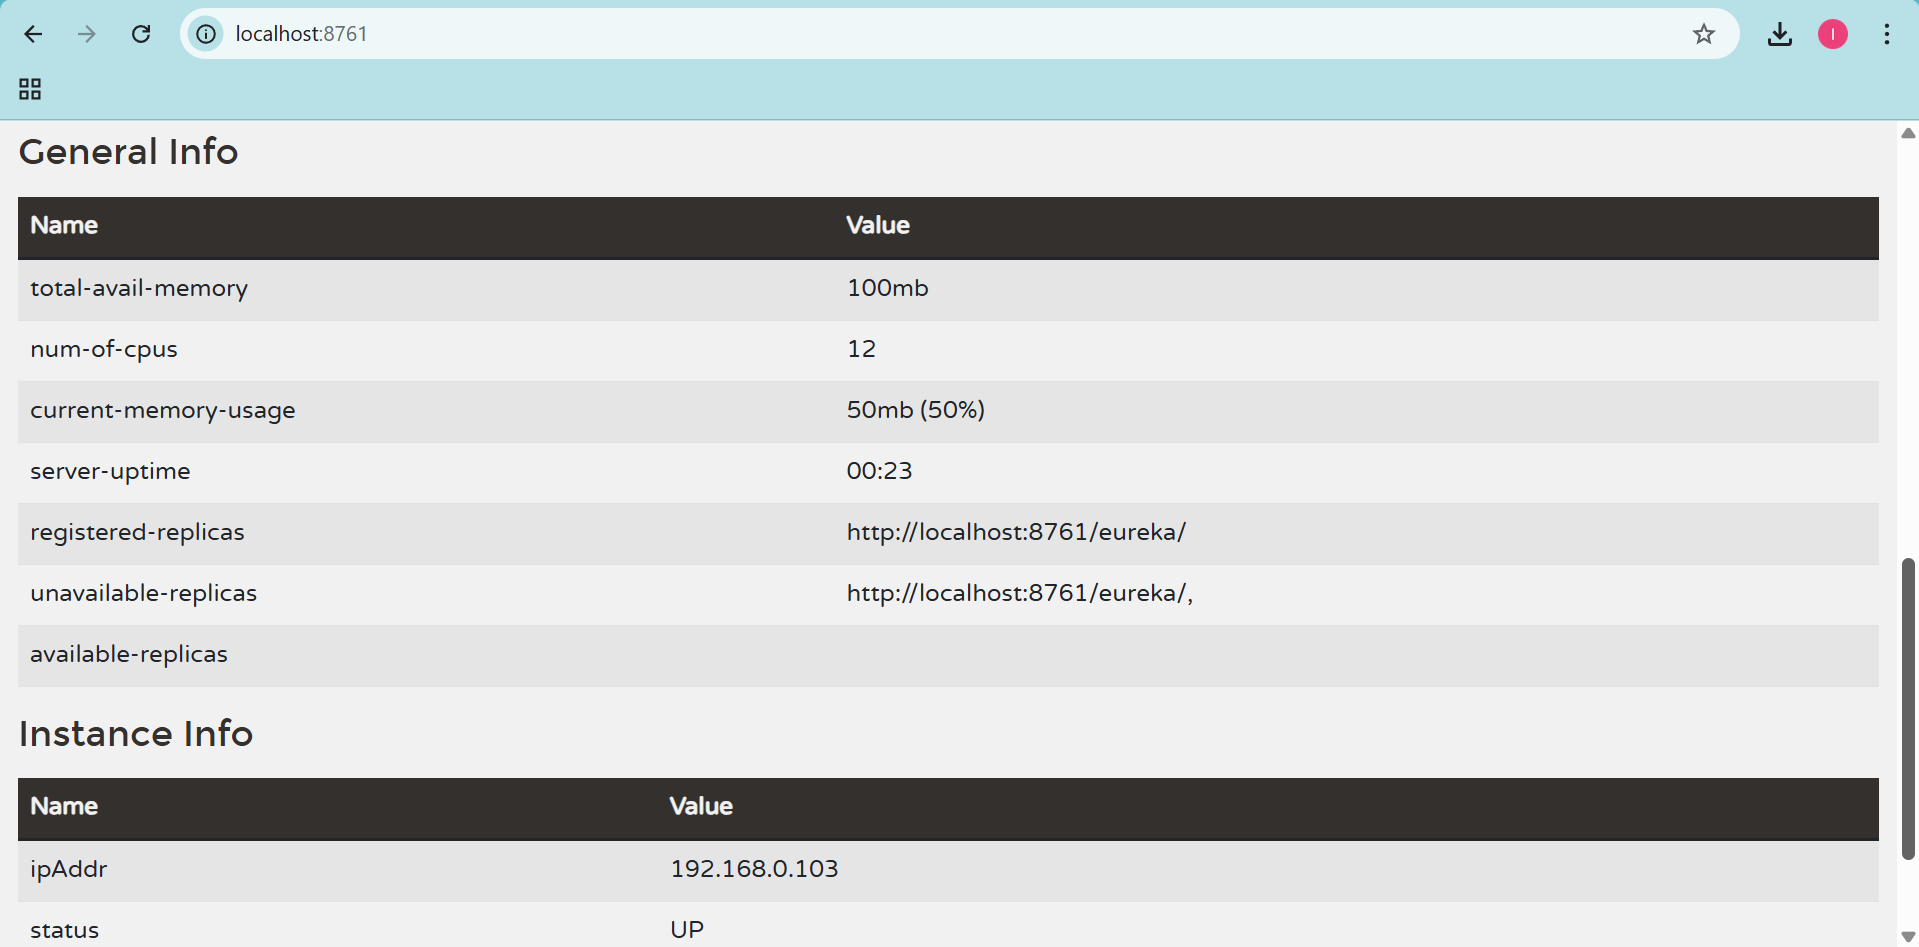 localhost:8761
I
General Info
Name Value
total-avail-memory 100mb
num-of-cpus 12
current-memory-usage 50mb (50%)
server-uptime 00:23
registered-replicas http://localhost:8761/eureka/
unavailable-replicas http://localhost:8761/eureka/,
available-replicas
Instance Info
Name Value
ipAddr 192.168.0.103
status UP